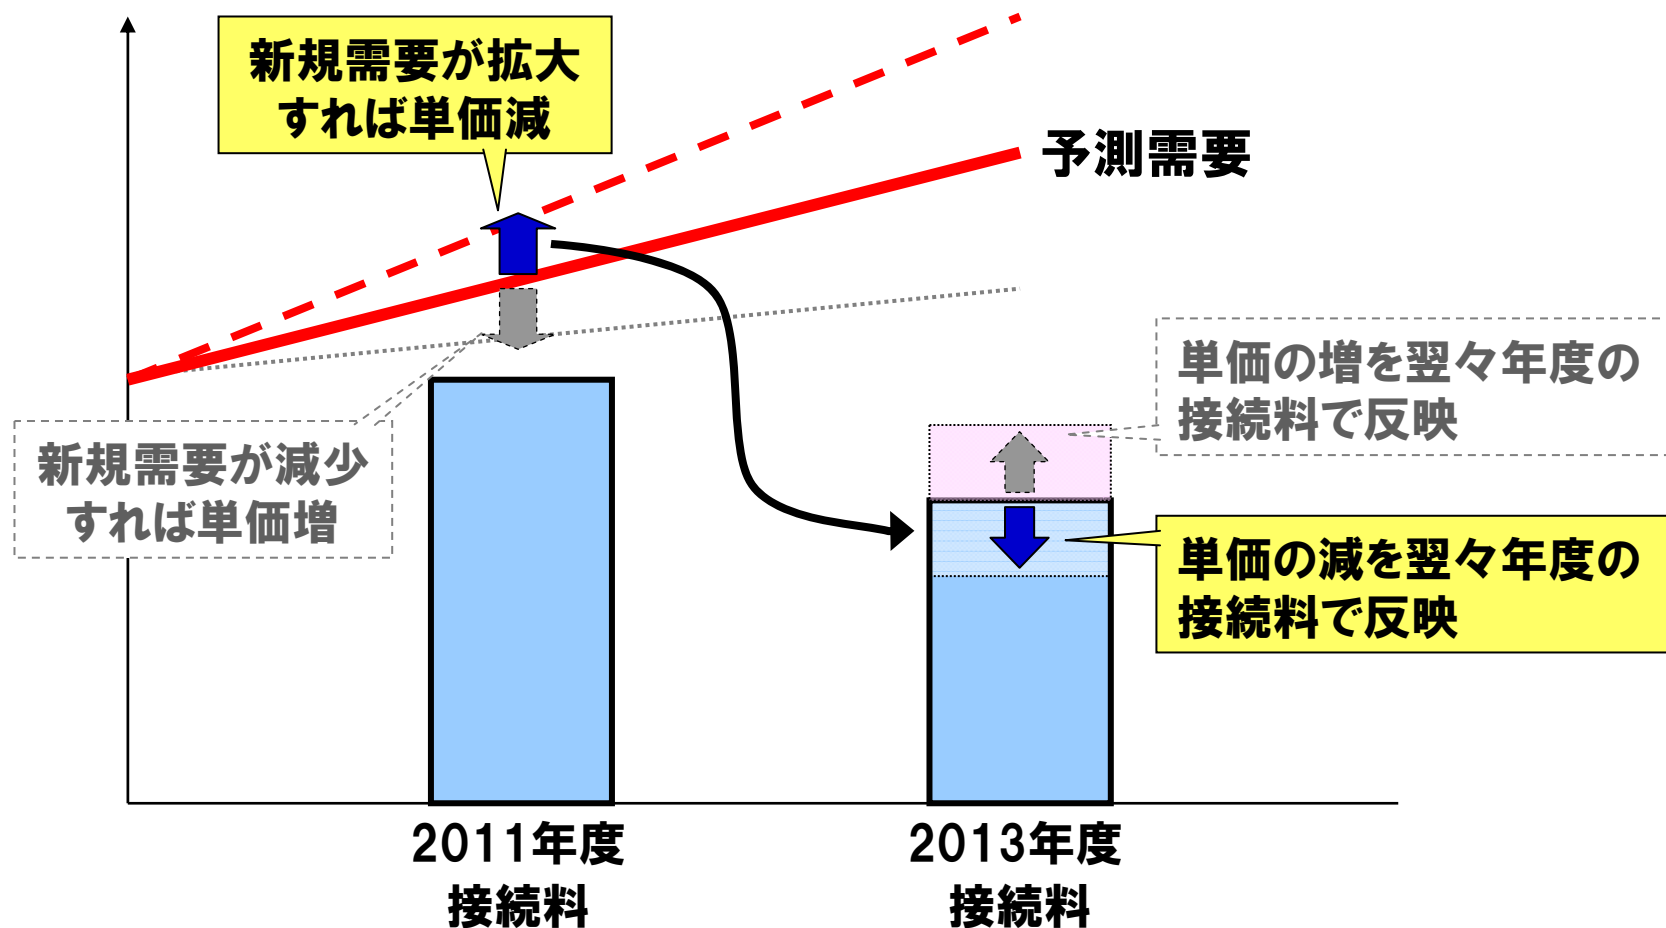 新規需要が拡大
すれば単価減
予測需要
新規需要が減少
すれば単価増
単価の増を翌々年度の
接続料で反映
単価の減を翌々年度の
接続料で反映
2011年度
接続料
2013年度
接続料